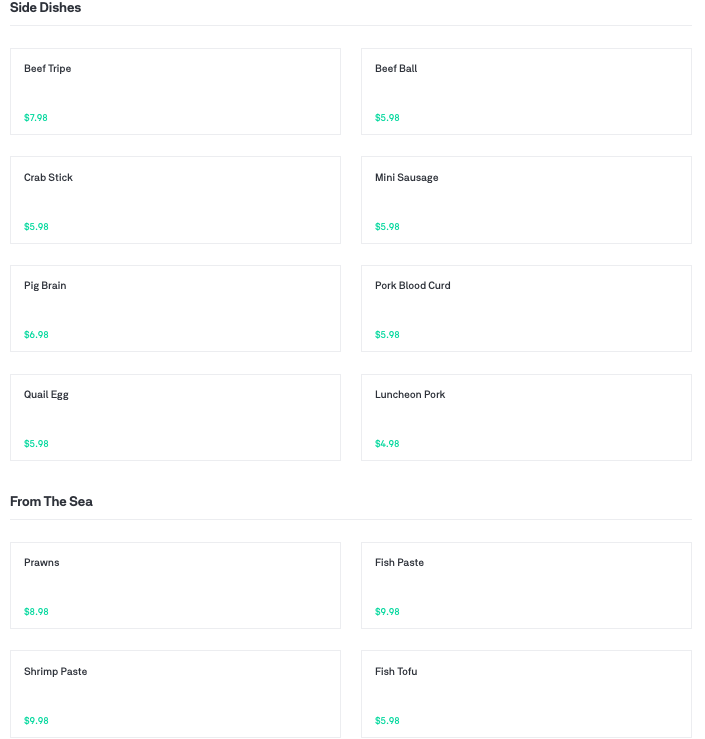 Side Dishes
Beef Tripe
$7.98
Beef Ball
$5.98
Crab Stick
$5.98
Mini Sausage
$5.98
Pig Brain
$6.98
Pork Blood Curd
$5.98
Quail Egg
$5.98
Luncheon Pork
$4.98
From The Sea
Prawns
$8.98
Fish Paste
$9.98
Shrimp Paste
$9.98
Fish Tofu
$5.98